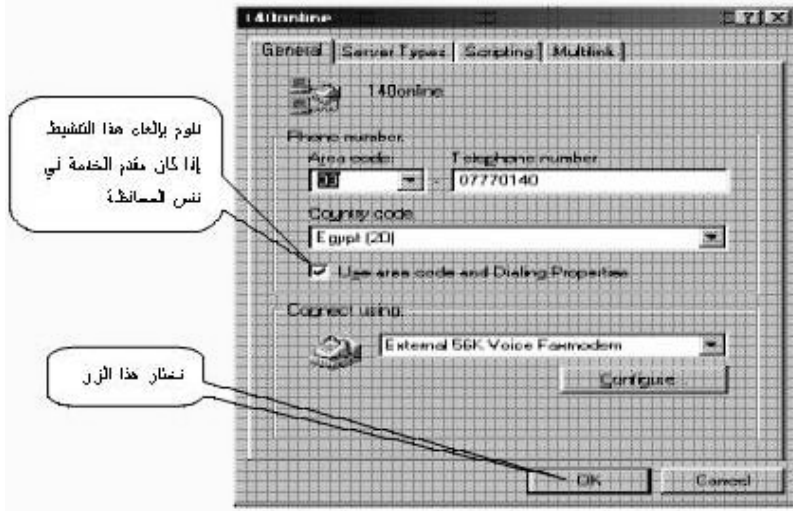 140online
General Server Types Scripting Multilink
140online
Phone number:
Area code: Telephone number
03 - 07770140
Country code
Egypt (20)
Use area code and Dialing Properties
Connect using:
External 56K Voice Faxmodem
Configure...
OK Cancel
نقوم بإلغاء هذا التنشيط
إذا كان مقدم الخدمة في
نفس المحافظة
نختار هذا الزر